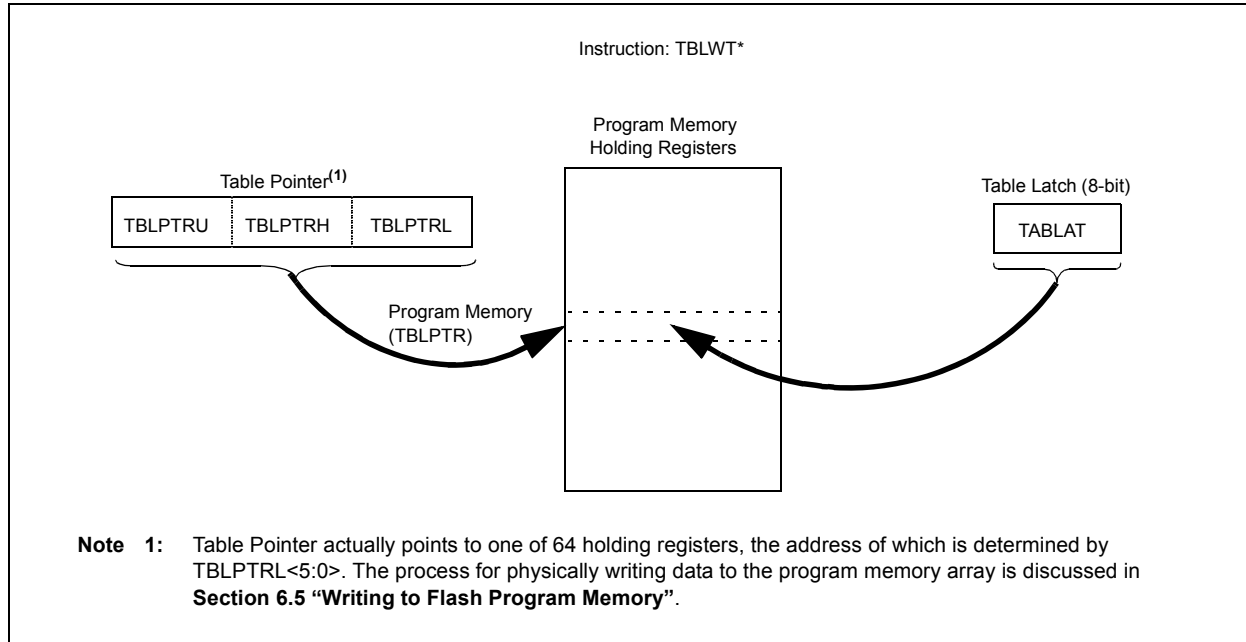 Instruction: TBLWT*
Program Memory
Holding Registers
Table Pointer(1)
Table Latch (8-bit)
TBLPTRU TBLPTRH TBLPTRL
TABLAT
Program Memory
(TBLPTR)
Note 1: Table Pointer actually points to one of 64 holding registers, the address of which is determined by
TBLPTRL<5:0>. The process for physically writing data to the program memory array is discussed in
Section 6.5 “Writing to Flash Program Memory”.